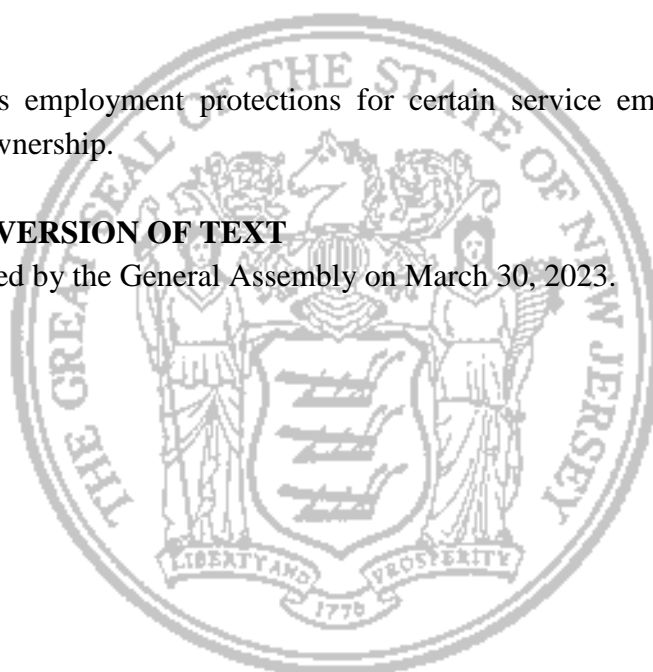 s employment protections for certain service em
wnership.
VERSION OF TEXT
ed by the General Assembly on March 30, 2023.
THE GREAT SEAL OF THE STATE OF NEW JERSEY
LIBERTY AND PROSPERITY
1776